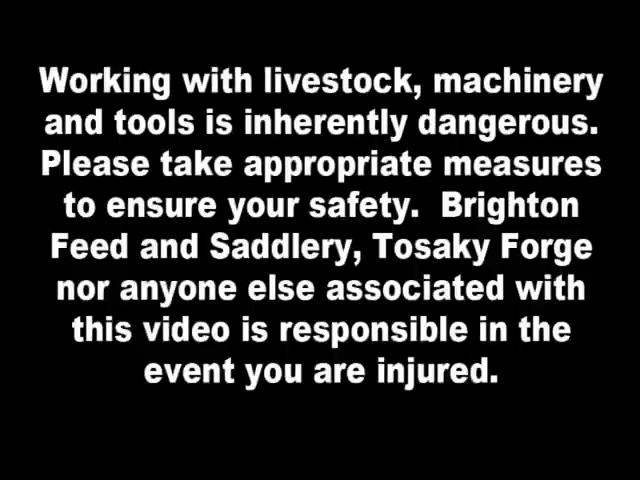 Working with livestock, machinery
and tools is inherently dangerous.
Please take appropriate measures
to ensure your safety.  Brighton
Feed and Saddlery, Tosaky Forge
nor anyone else associated with
this video is responsible in the
event you are injured.